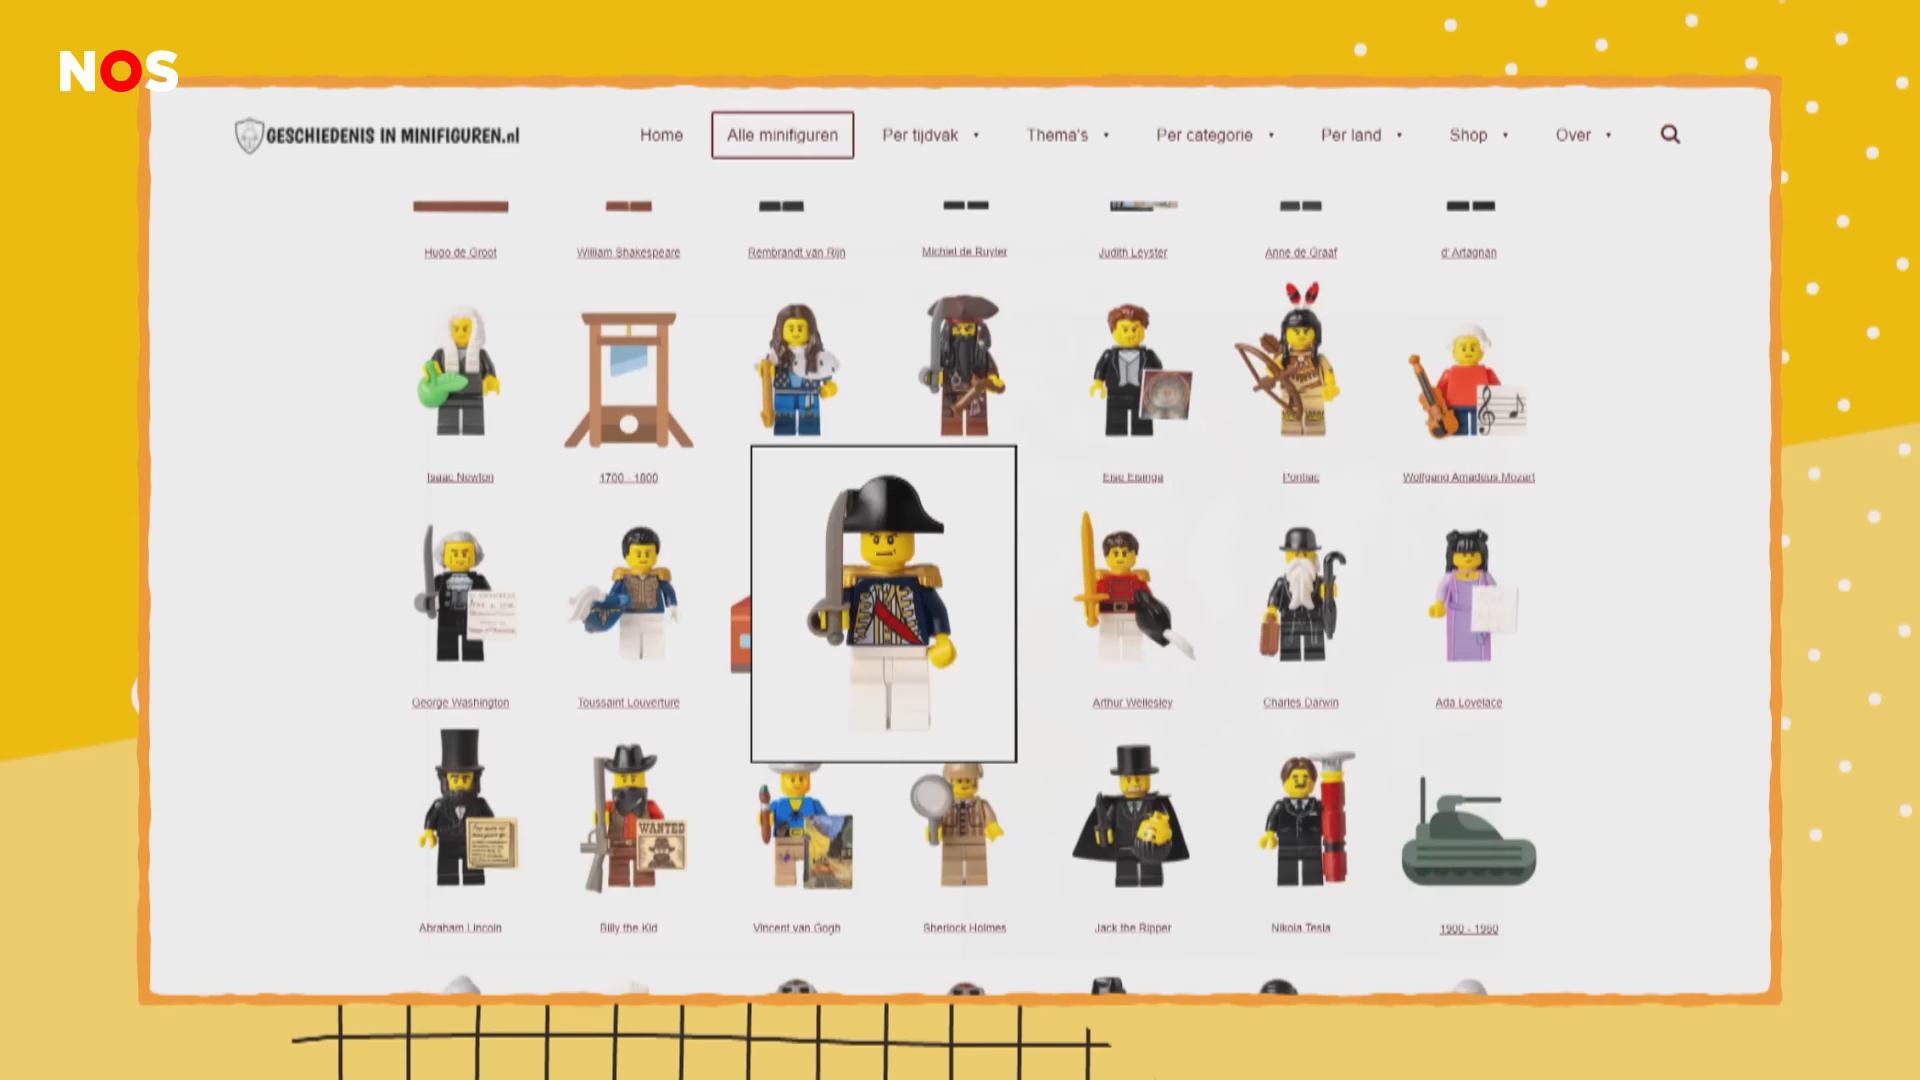 NOS
GESCHIEDENIS IN MINIFIGUREN.nl
Home
Alle minifiguren
Per tijdvak
Thema's
Per categorie
Per land
Shop
Over
Hugo de Groot
William Shakespeare
Rembrandt van Rijn
Michiel de Ruyter
Judith Leyster
Anne de Graaf
d'Artagnan
Isaac Newton
1700 - 1800
Eise Eisinga
Pontiac
Wolfgang Amadeus Mozart
George Washington
Toussaint Louverture
Arthur Wellesley
Charles Darwin
Ada Lovelace
WANTED
Abraham Lincoln
Billy the Kid
Vincent van Gogh
Sherlock Holmes
Jack the Ripper
Nikola Tesla
1900 - 1950